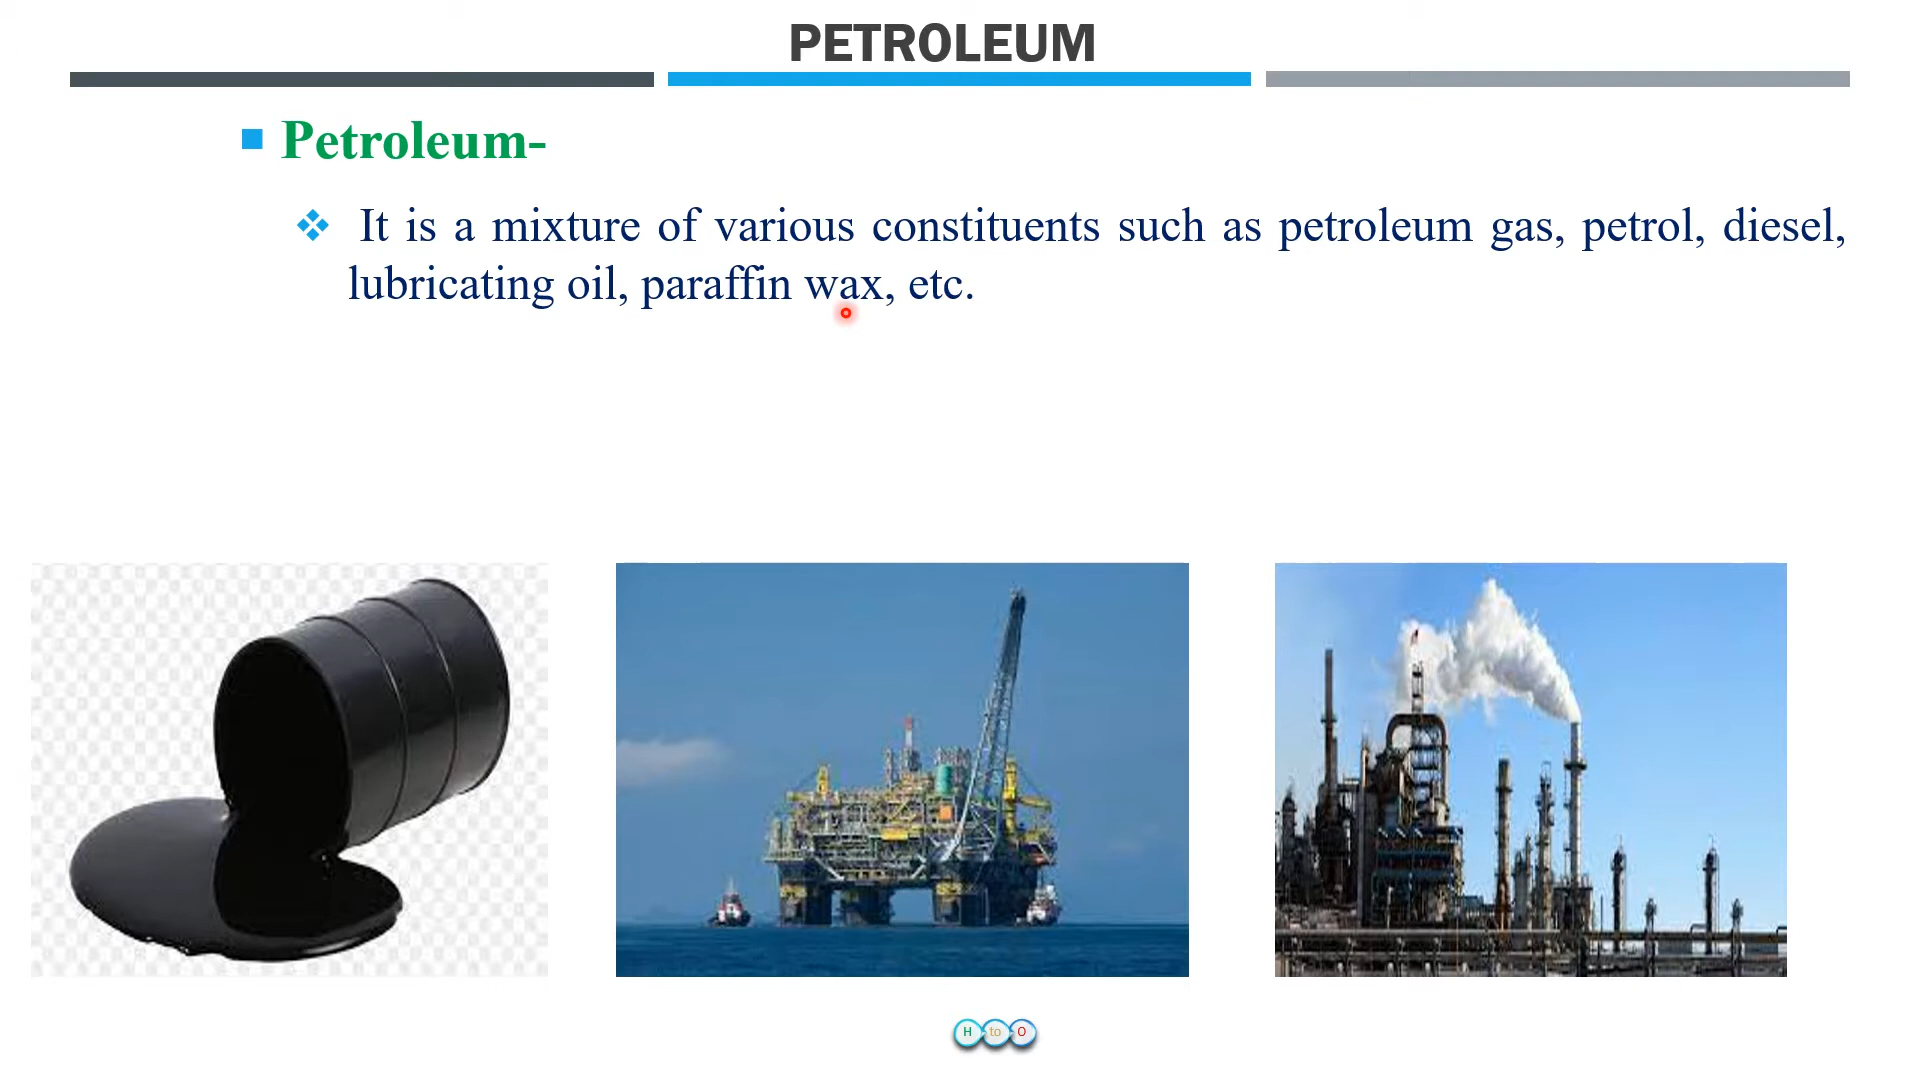 PETROLEUM
Petroleum-
It is a mixture of various constituents such as petroleum gas, petrol, diesel,
lubricating oil, paraffin wax, etc.
H to O